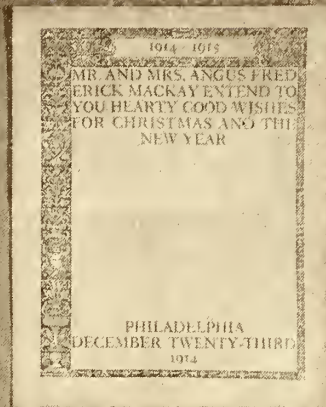 1914 - 1915
MR. AND MRS. ANGUS FRED
ERICK MACKAY EXTEND TO
YOU HEARTY GOOD WISHES
FOR CHRISTMAS AND THE
NEW YEAR
PHILADELPHIA
DECEMBER TWENTY-THIRD
1914